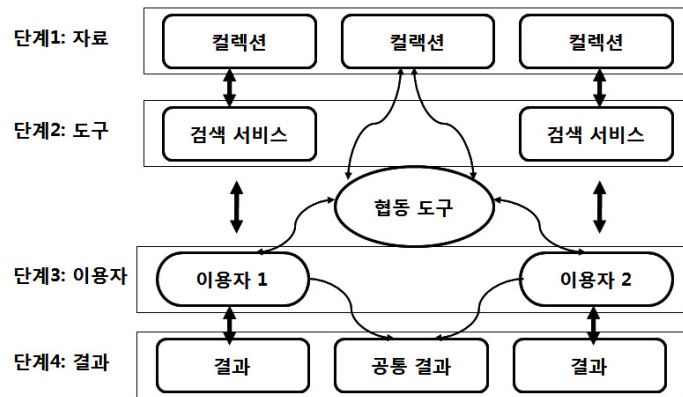 단계1: 자료
컬렉션
컬랙션
컬렉션
단계2: 도구
검색 서비스
검색 서비스
협동 도구
단계3: 이용자
이용자 1
이용자 2
단계4: 결과
결과
공통 결과
결과